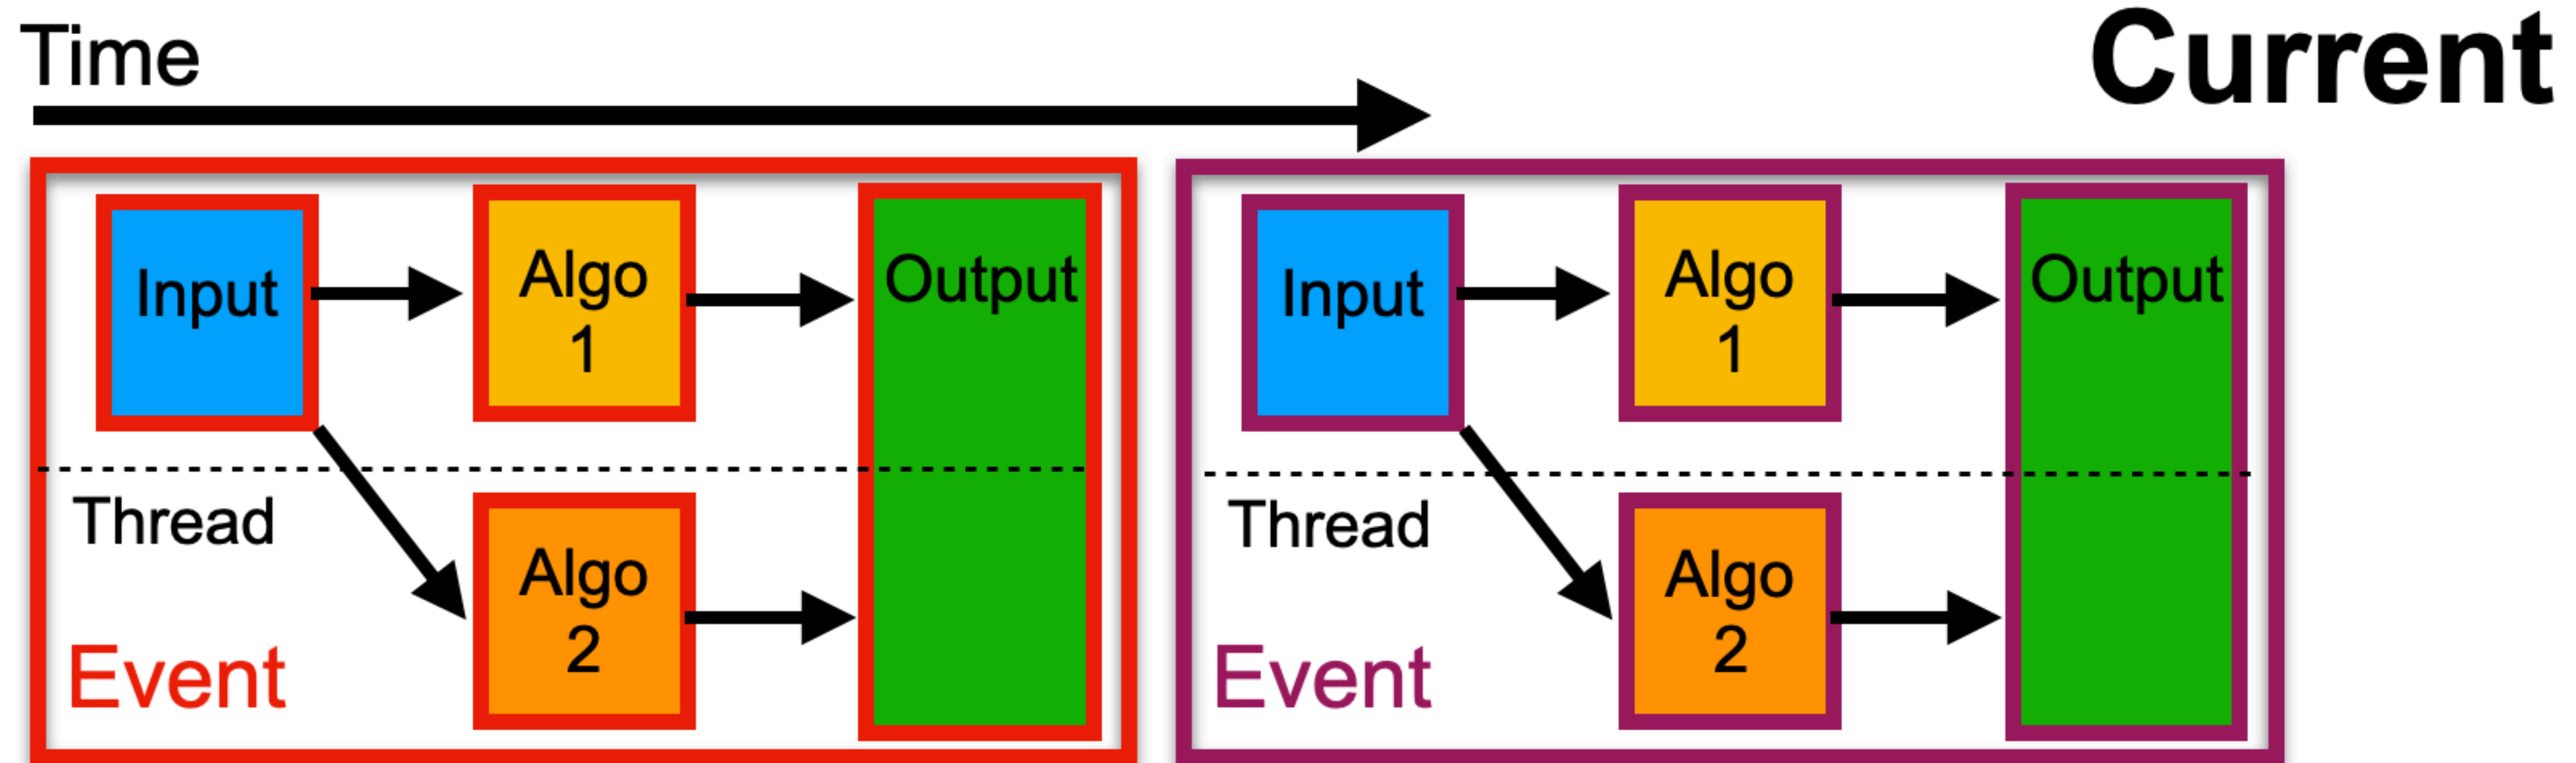 Time
Current
Input
Algo
1
Output
Thread
Algo
2
Event
Input
Algo
1
Output
Thread
Algo
2
Event